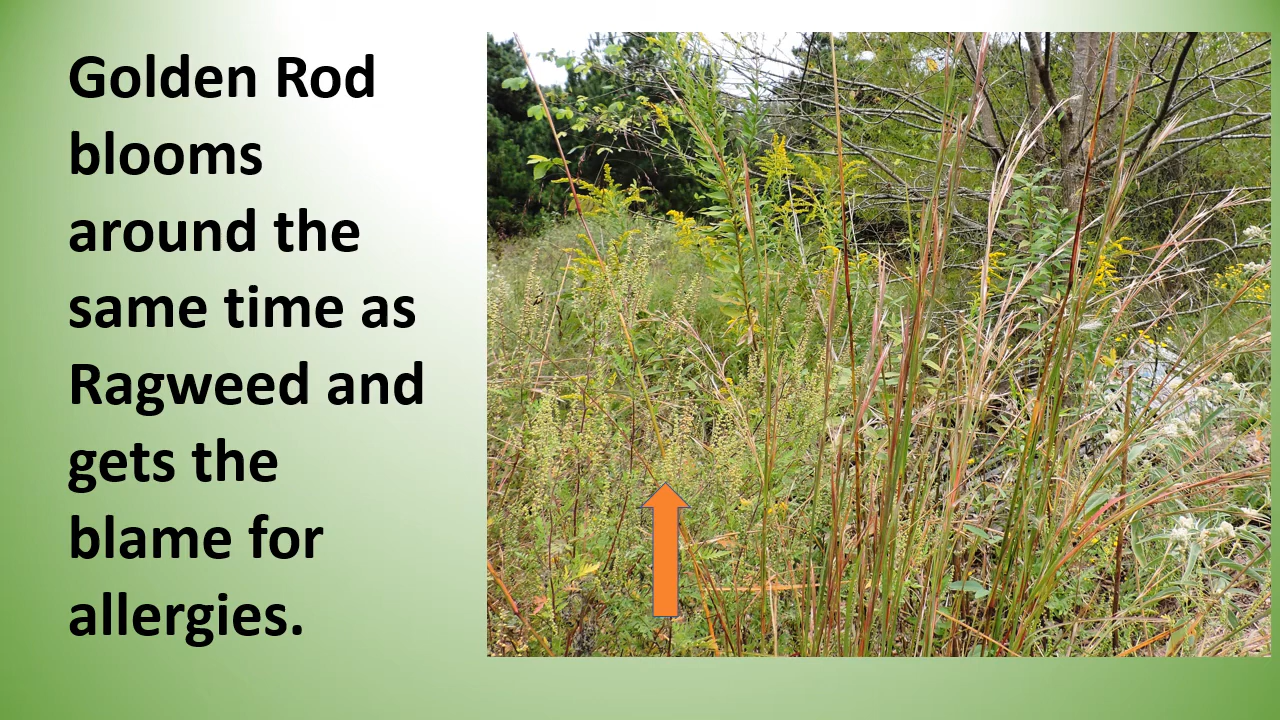 Golden Rod
blooms
around the
same time as
Ragweed and
gets the
blame for
allergies.